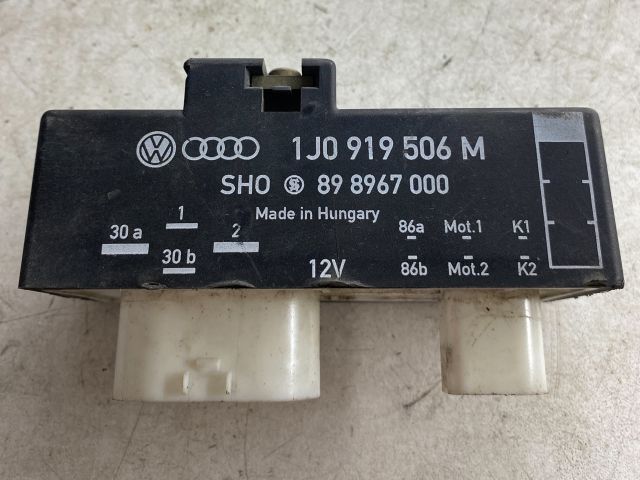 VW 1J0 919 506 M
SHO 89 8967 000
Made in Hungary
30 a 1 2 86a Mot.1 K1
30 b 12V 86b Mot.2 K2